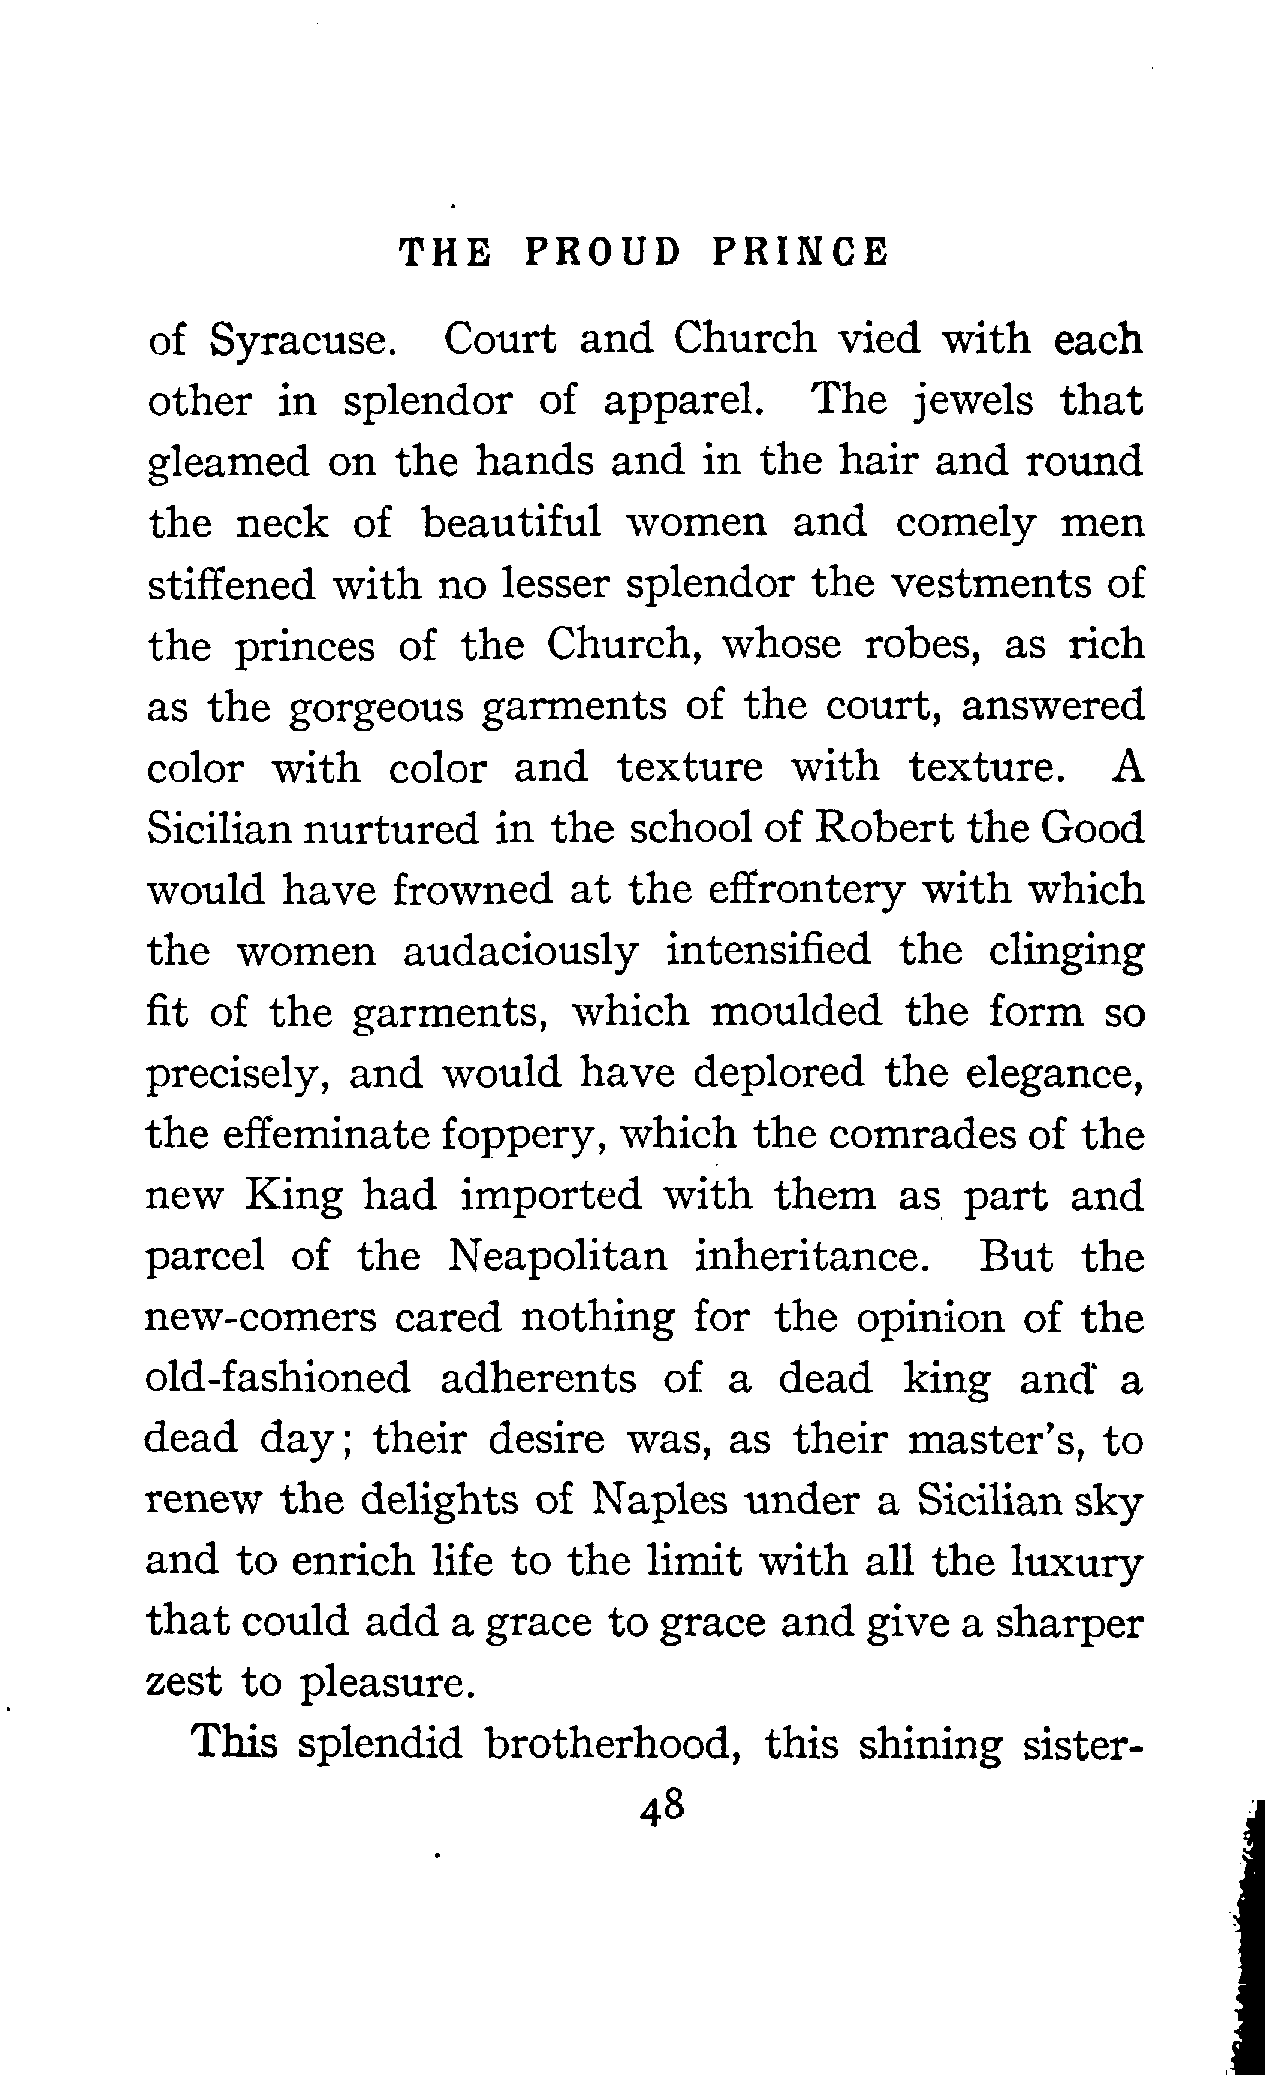 THE PROUD PRINCE
of Syracuse. Court and Church vied with each
other in splendor of apparel. The jewels that
gleamed on the hands and in the hair and round
the neck of beautiful women and comely men
stiffened with no lesser splendor the vestments of
the princes of the Church, whose robes, as rich
as the gorgeous garments of the court, answered
color with color and texture with texture. A
Sicilian nurtured in the school of Robert the Good
would have frowned at the effrontery with which
the women audaciously intensified the clinging
fit of the garments, which moulded the form so
precisely, and would have deplored the elegance,
the effeminate foppery, which the comrades of the
new King had imported with them as part and
parcel of the Neapolitan inheritance. But the
new-comers cared nothing for the opinion of the
old-fashioned adherents of a dead king and a
dead day; their desire was, as their master's, to
renew the delights of Naples under a Sicilian sky
and to enrich life to the limit with all the luxury
that could add a grace to grace and give a sharper
zest to pleasure.
This splendid brotherhood, this shining sister-
48